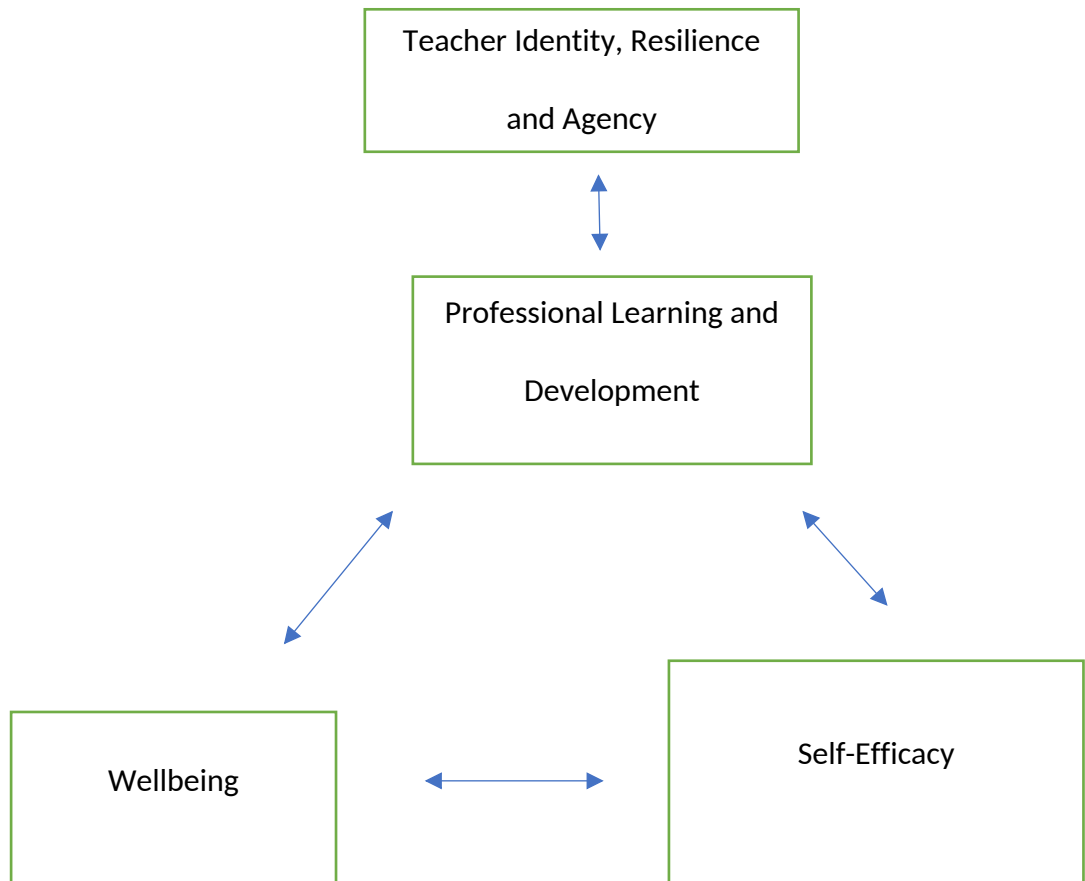 Teacher Identity, Resilience
and Agency
Professional Learning and
Development
Self-Efficacy
Wellbeing